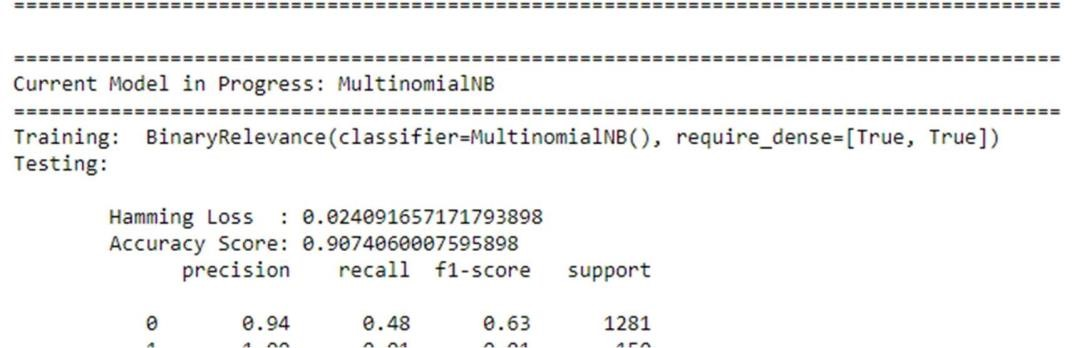 ==========================================================================================
==========================================================================================
Current Model in Progress: MultinomialNB
==========================================================================================
Training:  BinaryRelevance(classifier=MultinomialNB(), require_dense=[True, True])
Testing:
Hamming Loss  : 0.024091657171793898
Accuracy Score: 0.9074060007595898
precision    recall  f1-score   support
0       0.94      0.48      0.63      1281